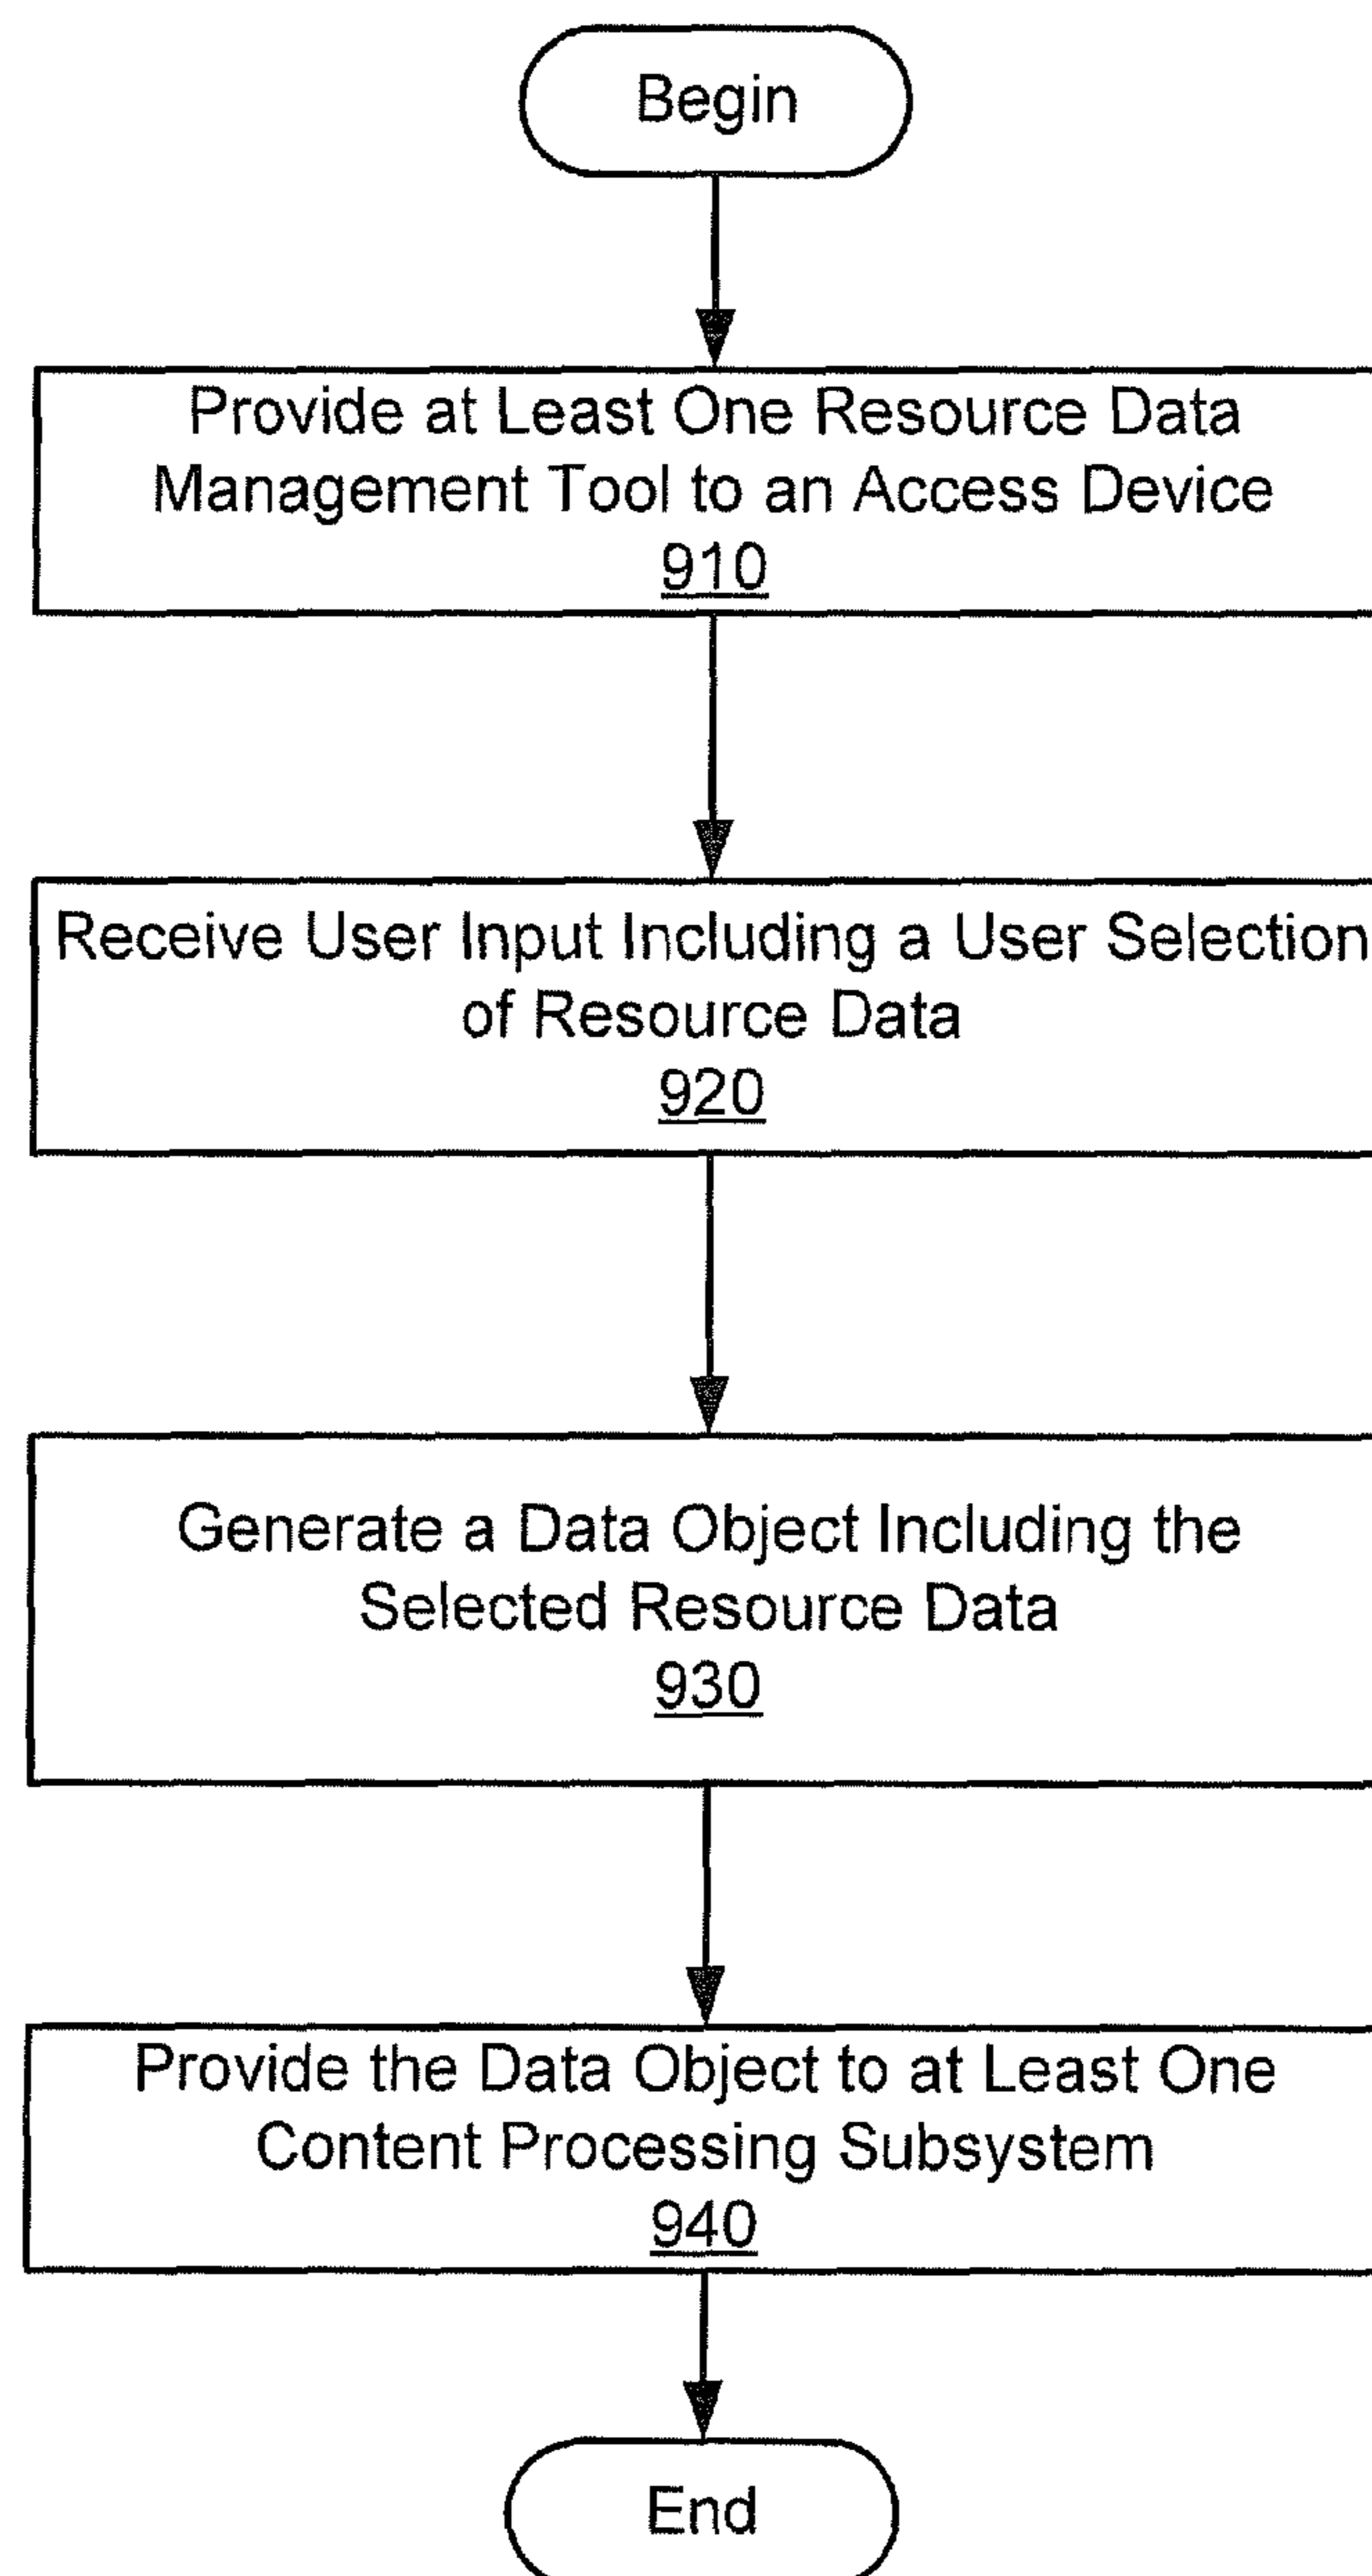 Begin
Provide at Least One Resource Data
Management Tool to an Access Device
910
Receive User Input Including a User Selection
of Resource Data
920
Generate a Data Object Including the
Selected Resource Data
930
Provide the Data Object to at Least One
Content Processing Subsystem
940
End